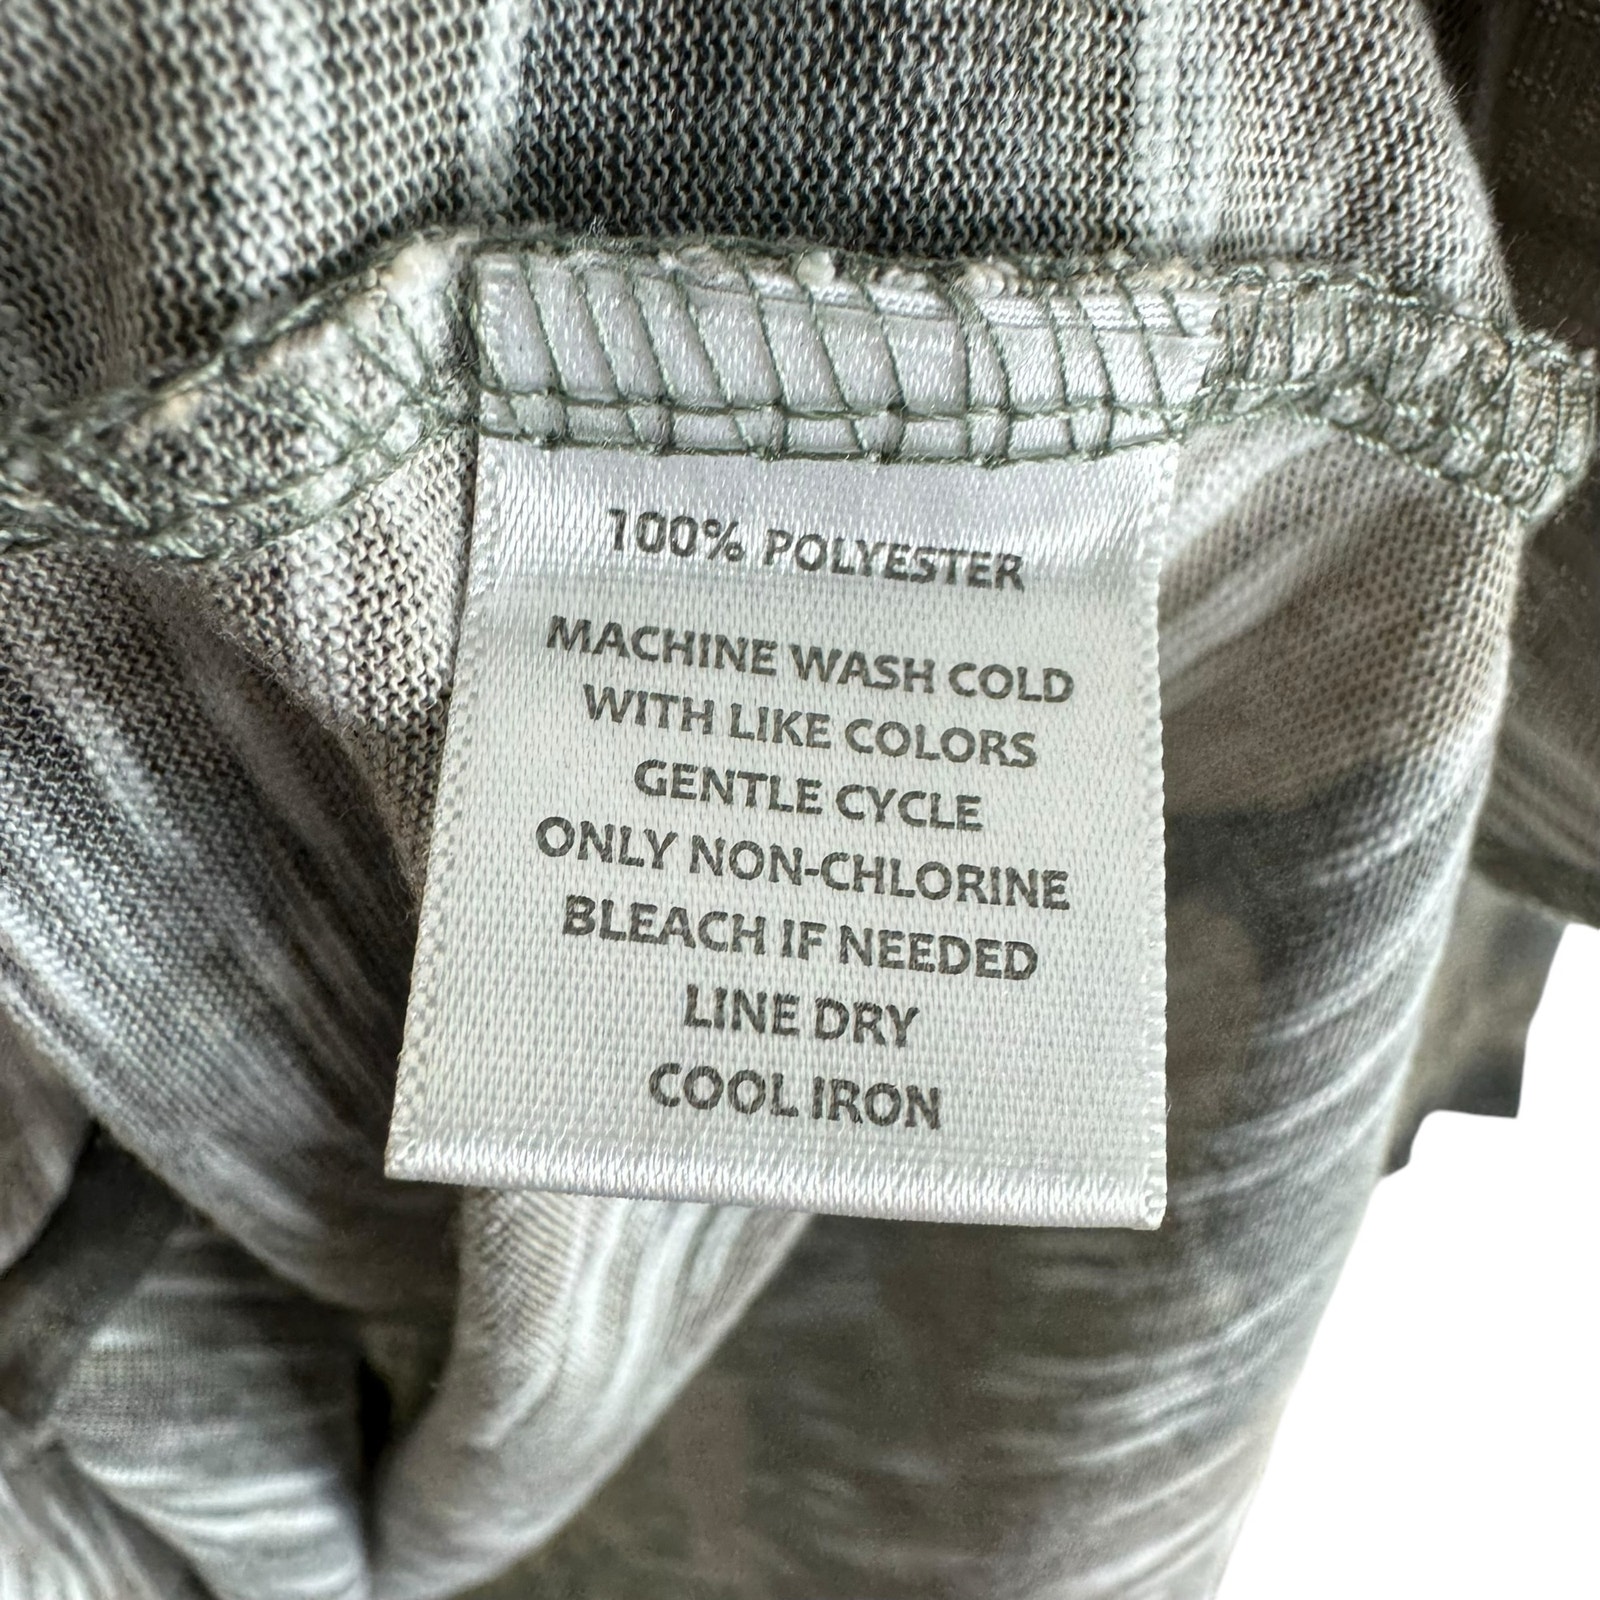 100% POLYESTER
MACHINE WASH COLD
WITH LIKE COLORS
GENTLE CYCLE
ONLY NON-CHLORINE
BLEACH IF NEEDED
LINE DRY
COOL IRON